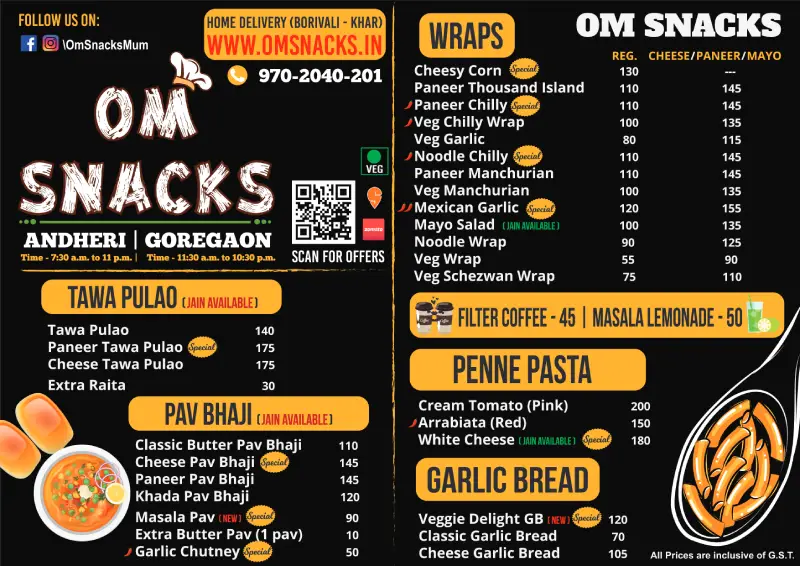 FOLLOW US ON:
\OmSnacksMum
HOME DELIVERY (BORIVALI - KHAR)
WWW.OMSNACKS.IN
970-2040-201
OM
SNACKS
VEG
zomato
ANDHERI | GOREGAON
Time - 7:30 a.m. to 11 p.m. | Time - 11:30 a.m. to 10:30 p.m.
SCAN FOR OFFERS
TAWA PULAO (JAIN AVAILABLE)
Tawa Pulao 140
Paneer Tawa Pulao Special 175
Cheese Tawa Pulao 175
Extra Raita 30
PAV BHAJI (JAIN AVAILABLE)
Classic Butter Pav Bhaji 110
Cheese Pav Bhaji Special 145
Paneer Pav Bhaji 145
Khada Pav Bhaji 120
Masala Pav (NEW) Special 90
Extra Butter Pav (1 pav) 10
Garlic Chutney Special 50
OM SNACKS
WRAPS
REG. CHEESE/PANEER/MAYO
Cheesy Corn Special 130 ---
Paneer Thousand Island 110 145
Paneer Chilly Special 110 145
Veg Chilly Wrap 100 135
Veg Garlic 80 115
Noodle Chilly Special 110 145
Paneer Manchurian 110 145
Veg Manchurian 100 135
Mexican Garlic Special 120 155
Mayo Salad (JAIN AVAILABLE) 100 135
Noodle Wrap 90 125
Veg Wrap 55 90
Veg Schezwan Wrap 75 110
FILTER COFFEE - 45 | MASALA LEMONADE - 50
PENNE PASTA
Cream Tomato (Pink) 200
Arrabiata (Red) 150
White Cheese (JAIN AVAILABLE) Special 180
GARLIC BREAD
Veggie Delight GB (NEW) Special 120
Classic Garlic Bread 70
Cheese Garlic Bread 105
All Prices are inclusive of G.S.T.